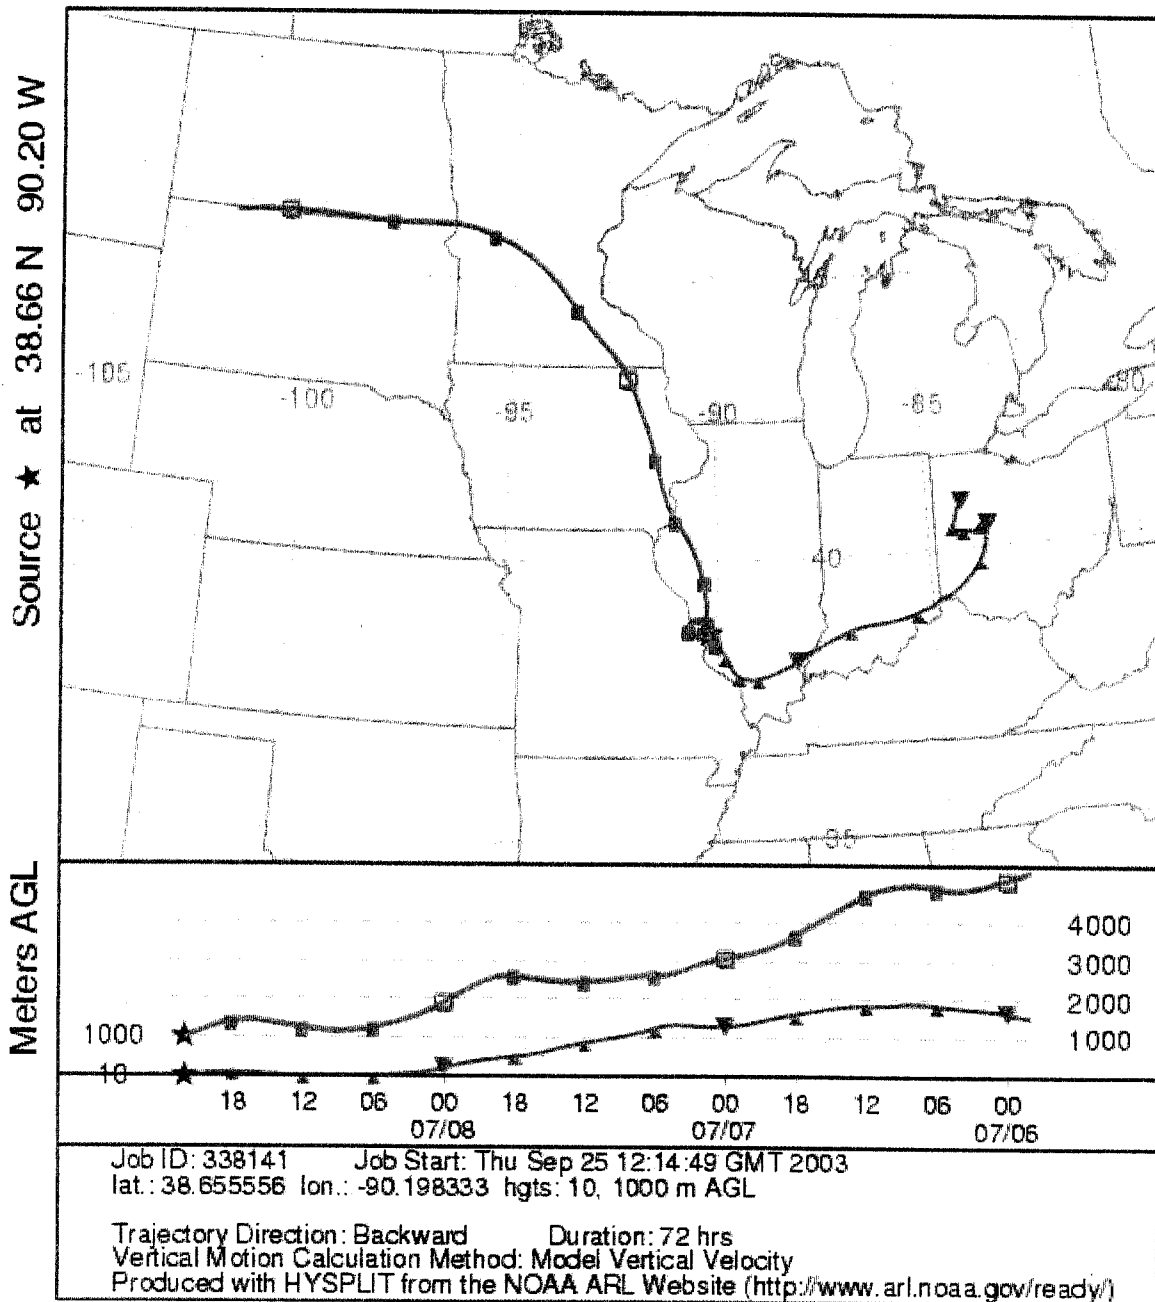 Source ★ at 38.66 N 90.20 W
-105
-100
-95
-90
-85
40
Meters AGL
4000
3000
2000
1000
1000
10
18 12 06 00 18 12 06 00 18 12 06 00
07/08 07/07 07/06
Job ID: 338141 Job Start: Thu Sep 25 12:14:49 GMT 2003
lat.: 38.655556 lon.: -90.198333 hgts: 10, 1000 m AGL
Trajectory Direction: Backward Duration: 72 hrs
Vertical Motion Calculation Method: Model Vertical Velocity
Produced with HYSPLIT from the NOAA ARL Website (http://www.arl.noaa.gov/ready/)